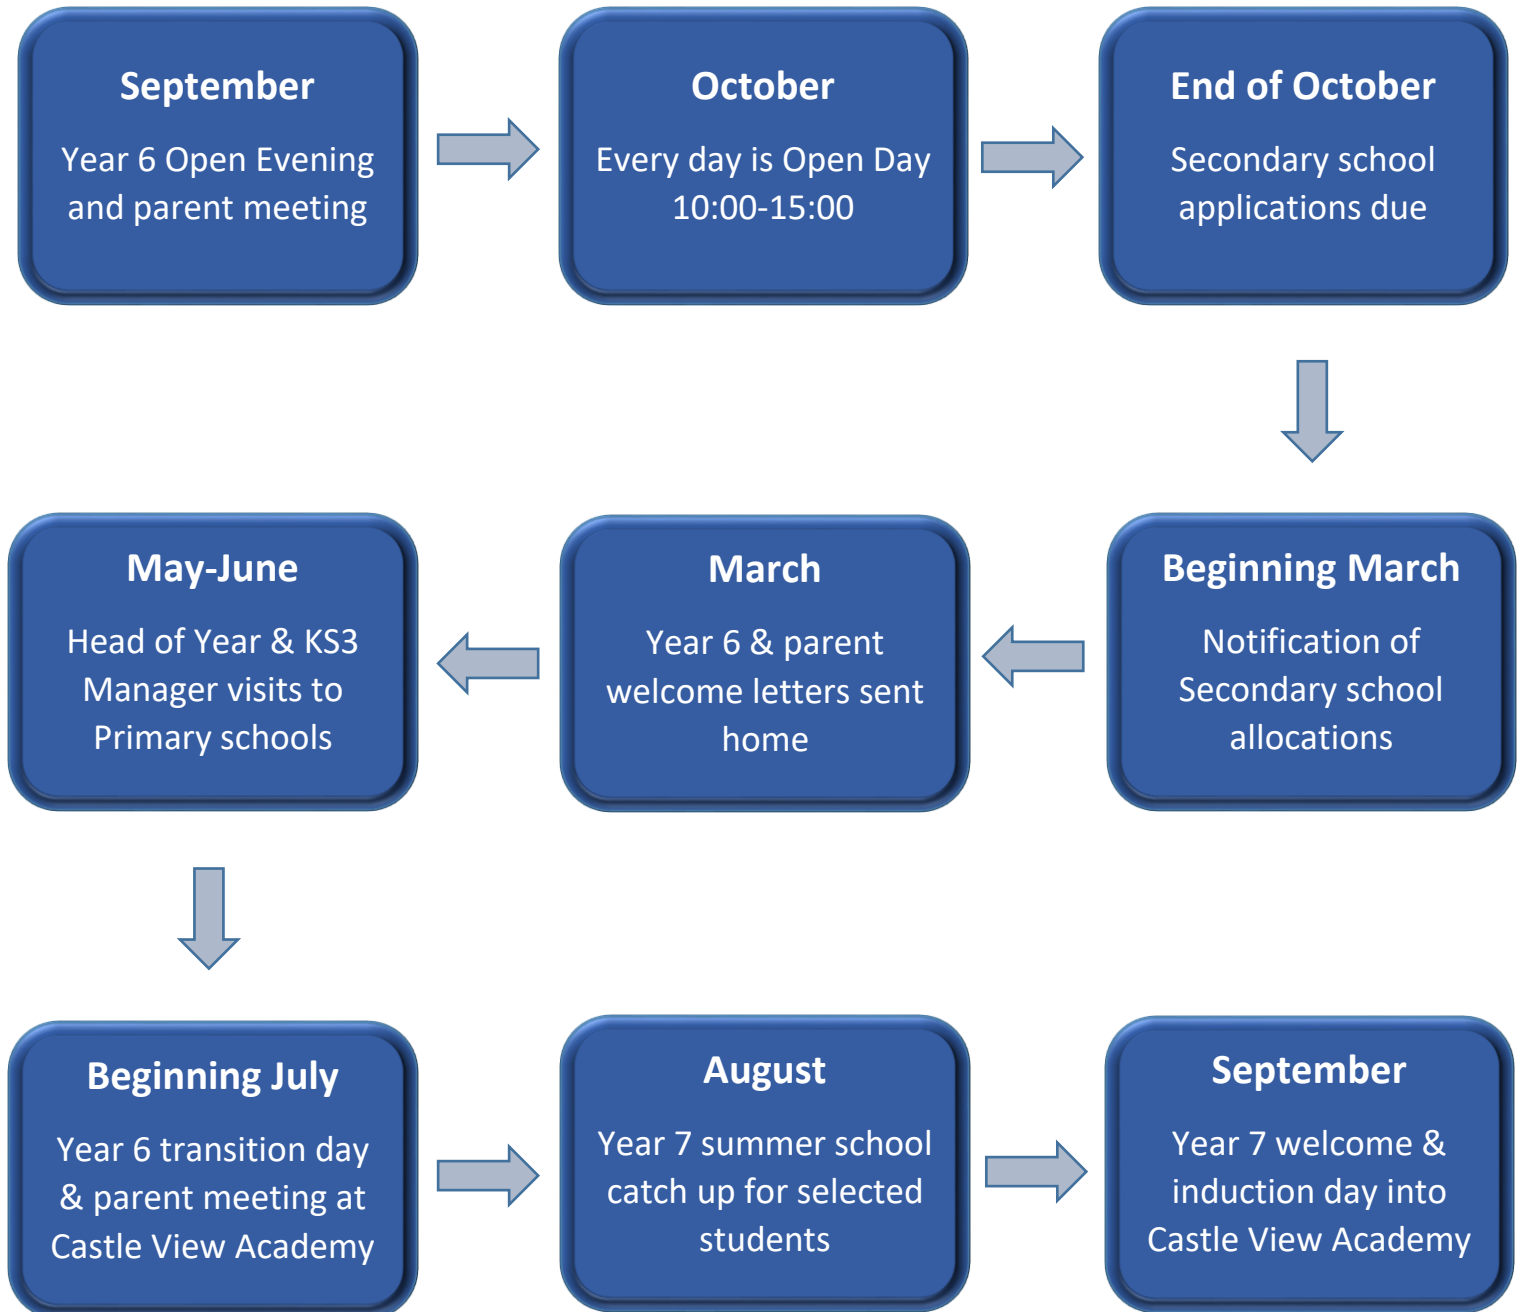 September
Year 6 Open Evening
and parent meeting
October
Every day is Open Day
10:00-15:00
End of October
Secondary school
applications due
Beginning March
Notification of
Secondary school
allocations
March
Year 6 & parent
welcome letters sent
home
May-June
Head of Year & KS3
Manager visits to
Primary schools
Beginning July
Year 6 transition day
& parent meeting at
Castle View Academy
August
Year 7 summer school
catch up for selected
students
September
Year 7 welcome &
induction day into
Castle View Academy